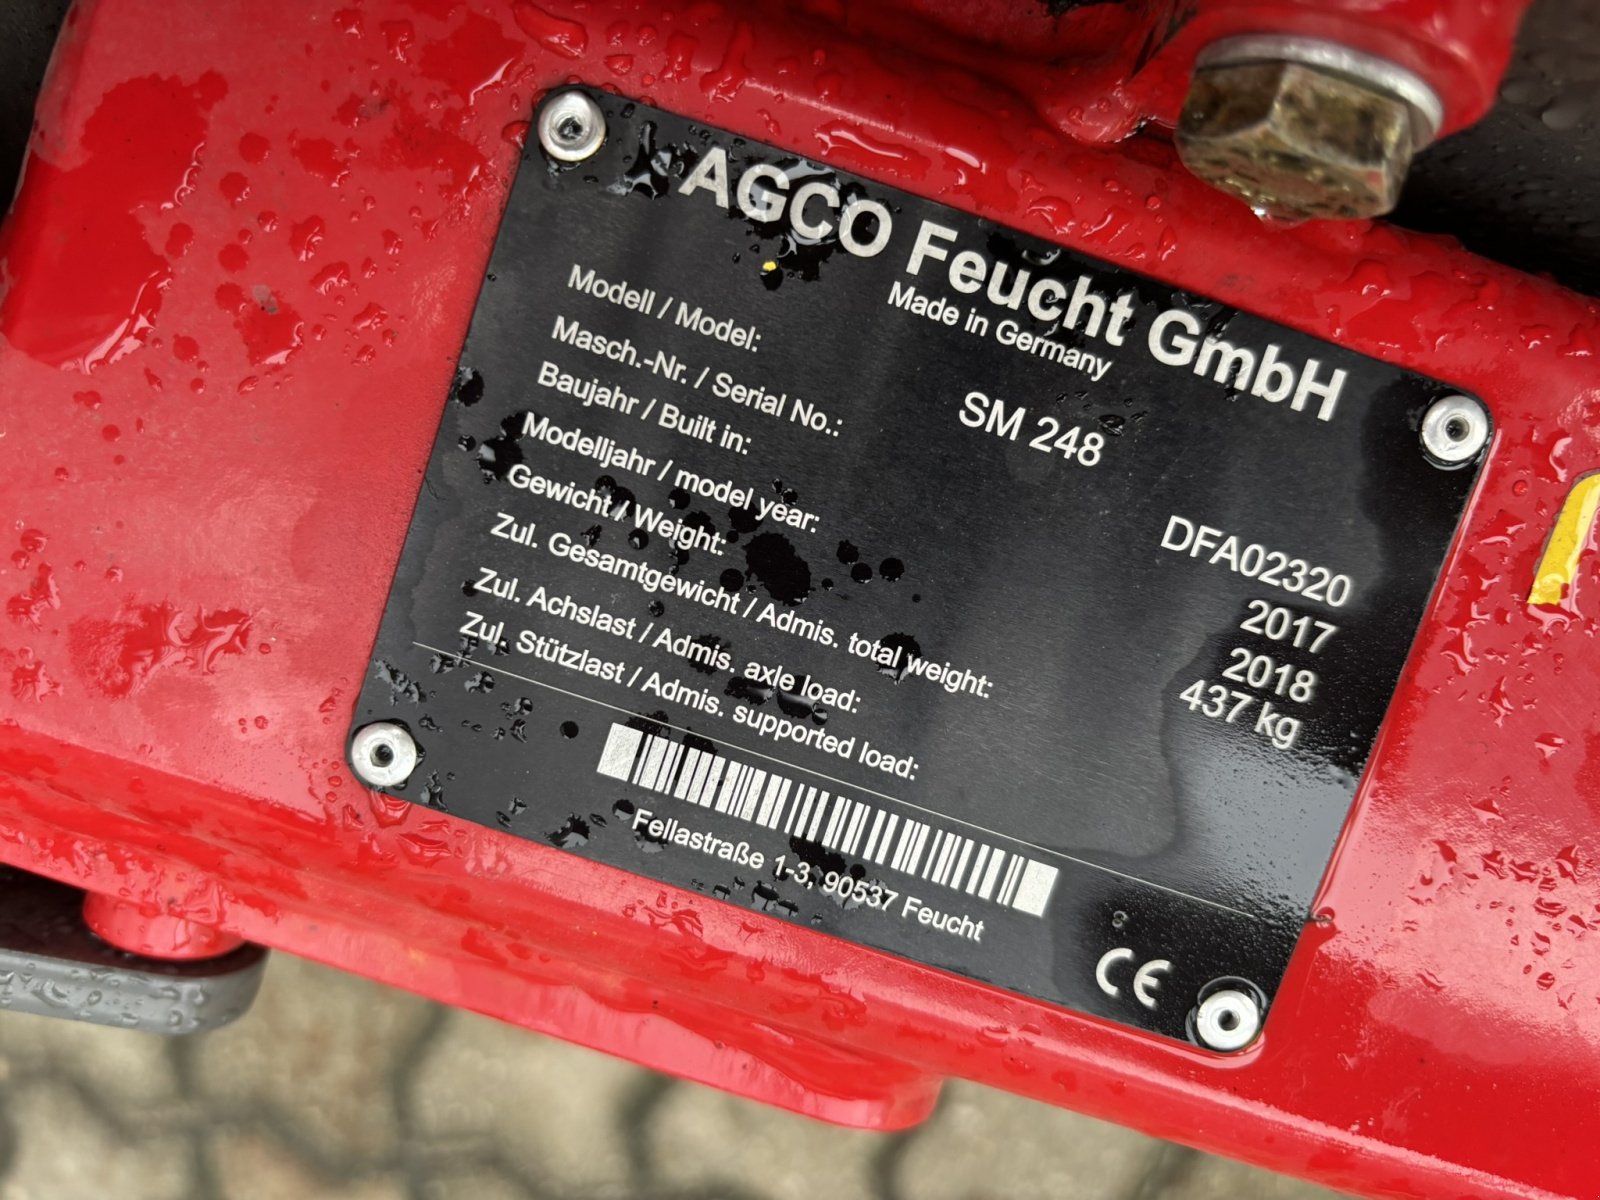 AGCO Feucht GmbH
Made in Germany
Modell / Model: SM 248
Masch.-Nr. / Serial No.: DFA02320
Baujahr / Built in: 2017
Modelljahr / model year: 2018
Gewicht / Weight: 437 kg
Zul. Gesamtgewicht / Admis. total weight:
Zul. Achslast / Admis. axle load:
Zul. Stützlast / Admis. supported load:
Fellastraße 1-3, 90537 Feucht
CE